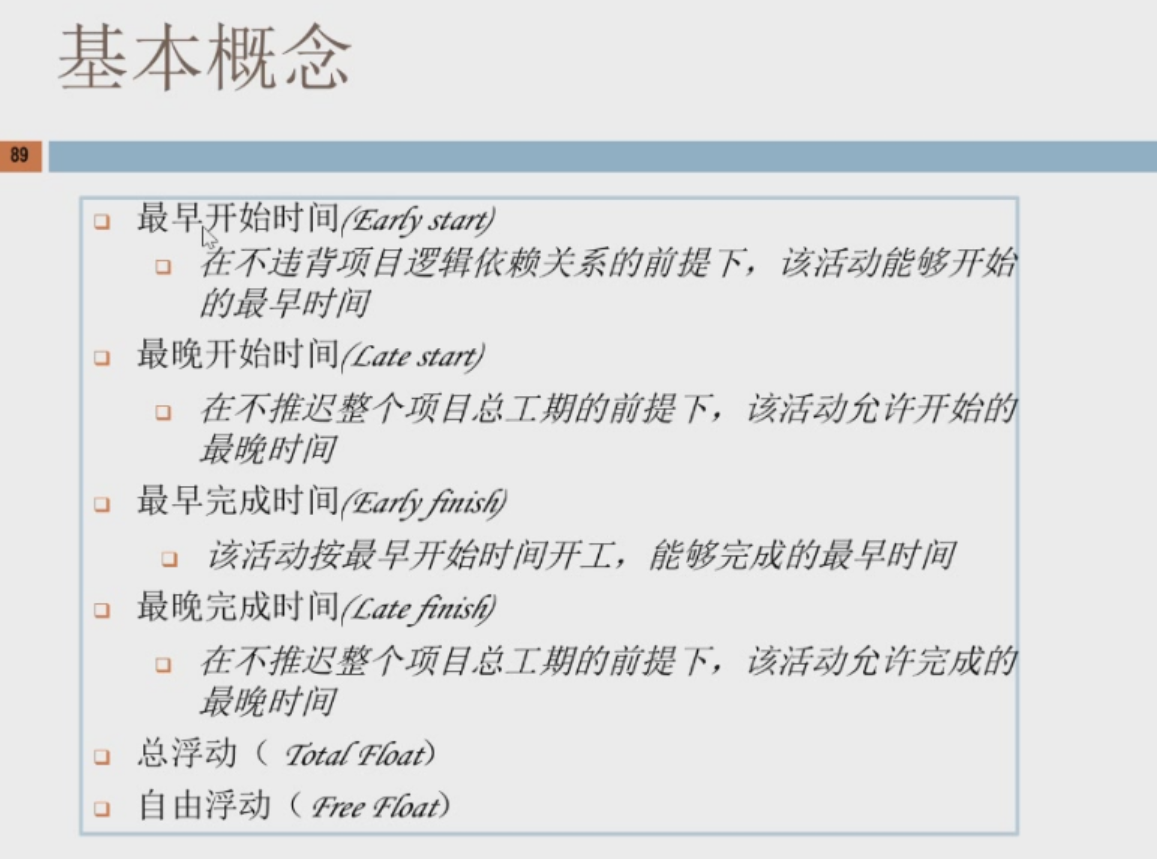 基本概念
89
最早开始时间(Early start)
在不违背项目逻辑依赖关系的前提下，该活动能够开始
的最早时间
最晚开始时间(Late start)
在不推迟整个项目总工期的前提下，该活动允许开始的
最晚时间
最早完成时间(Early finish)
该活动按最早开始时间开工，能够完成的最早时间
最晚完成时间(Late finish)
在不推迟整个项目总工期的前提下，该活动允许完成的
最晚时间
总浮动（ Total Float）
自由浮动（ Free Float）